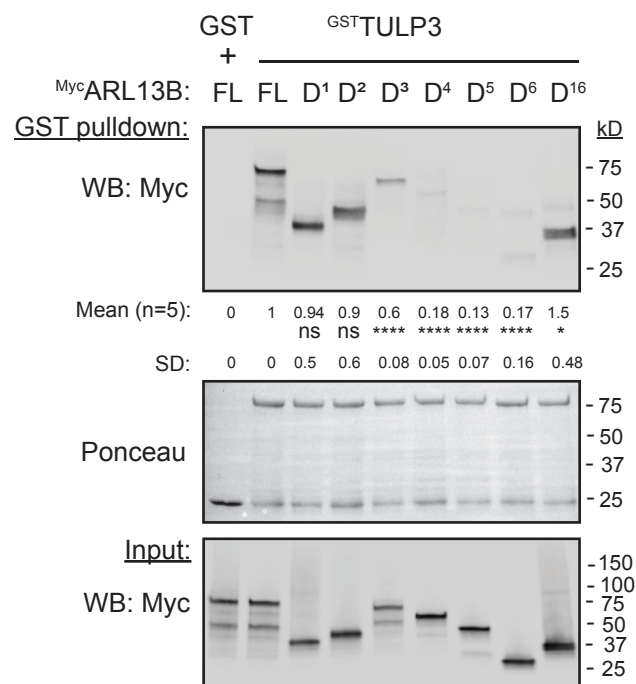 GST GSTTULP3
+
MycARL13B: FL FL D¹ D² D³ D⁴ D⁵ D⁶ D¹⁶
GST pulldown: kD
WB: Myc
- 75
- 50
- 37
- 25
Mean (n=5): 0 1 0.94 0.9 0.6 0.18 0.13 0.17 1.5
ns ns **** **** **** **** *
SD: 0 0 0.5 0.6 0.08 0.05 0.07 0.16 0.48
Ponceau
- 75
- 50
- 37
- 25
Input:
WB: Myc
- 150
- 100
- 75
- 50
- 37
- 25